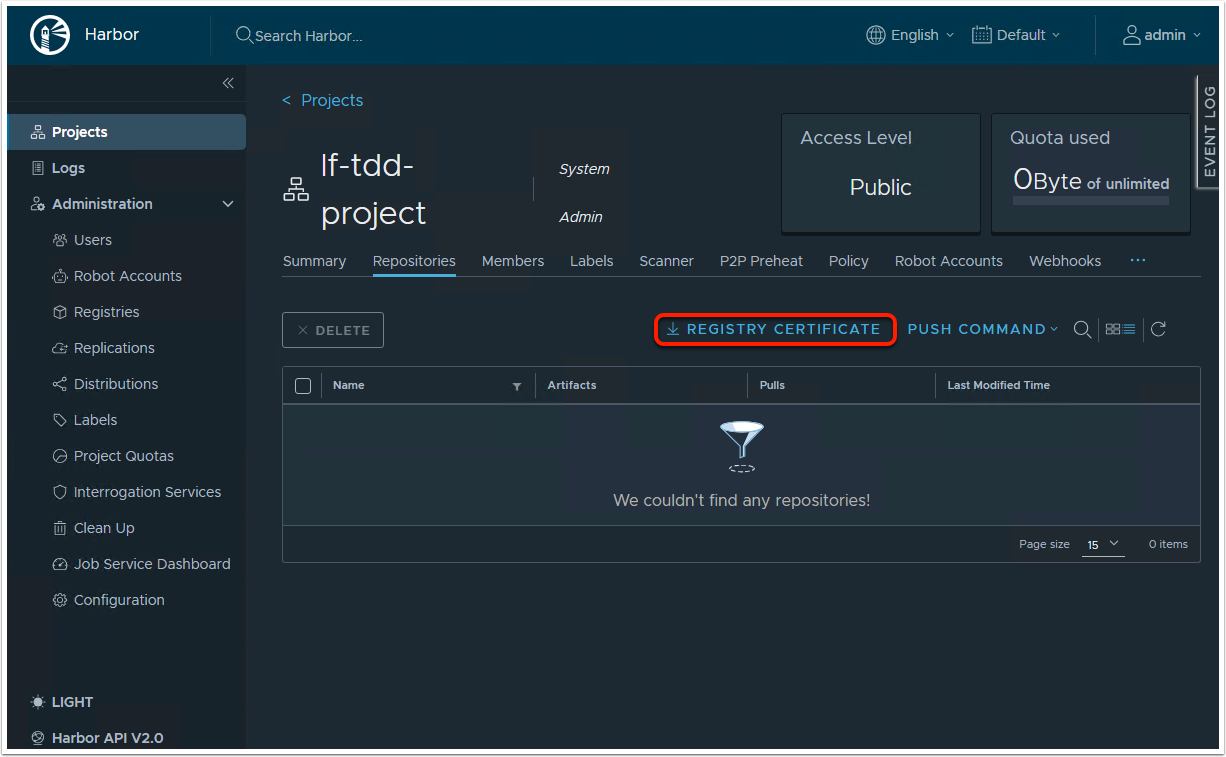 Harbor
Search Harbor...
English
Default
admin
EVENT LOG
Projects
Logs
Administration
Users
Robot Accounts
Registries
Replications
Distributions
Labels
Project Quotas
Interrogation Services
Clean Up
Job Service Dashboard
Configuration
LIGHT
Harbor API V2.0
< Projects
lf-tdd-
project
System
Admin
Access Level
Public
Quota used
0Byte of unlimited
Summary Repositories Members Labels Scanner P2P Preheat Policy Robot Accounts Webhooks ...
DELETE
REGISTRY CERTIFICATE
PUSH COMMAND
Name Artifacts Pulls Last Modified Time
We couldn't find any repositories!
Page size 15 0 items